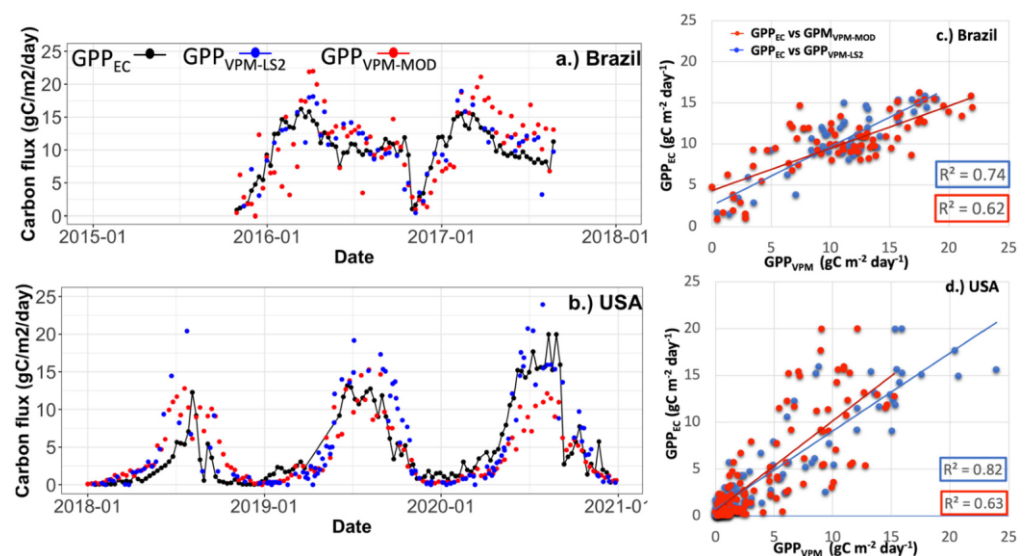 GPP_EC GPP_VPM-LS2 GPP_VPM-MOD
a.) Brazil
Carbon flux (gC/m2/day)
25
20
15
10
5
0
2015-01 2016-01 2017-01 2018-01
Date
b.) USA
Carbon flux (gC/m2/day)
25
20
15
10
5
0
2018-01 2019-01 2020-01 2021-0
Date
GPP_EC vs GPM_VPM-MOD
GPP_EC vs GPP_VPM-LS2
c.) Brazil
GPP_EC (gC m-2 day-1)
25
20
15
10
5
0
R² = 0.74
R² = 0.62
0 5 10 15 20 25
GPP_VPM (gC m-2 day-1)
d.) USA
GPP_EC (gC m-2 day-1)
25
20
15
10
5
0
R² = 0.82
R² = 0.63
0 5 10 15 20 25
GPP_VPM (gC m-2 day-1)